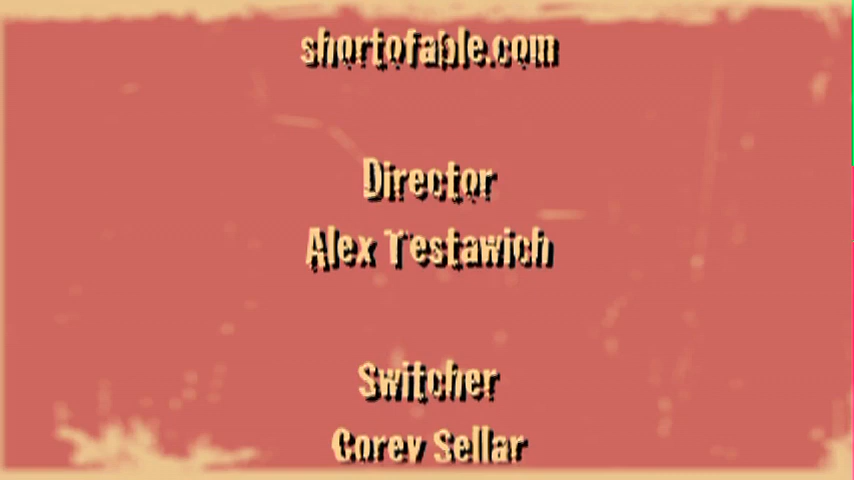 shortofable.com
Director
Alex Testawich
Switcher
Corey Sellar